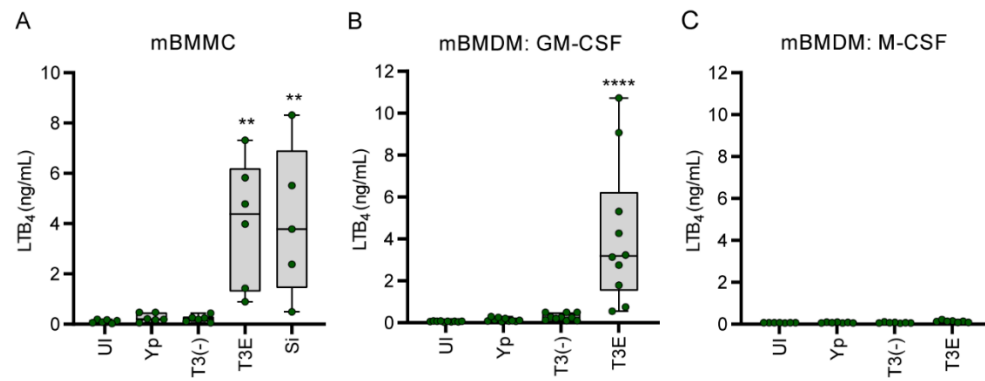 A
mBMMC
LTB4 (ng/mL)
10
8
6
4
2
0
**
**
UI
Yp
T3(-)
T3E
Si
B
mBMDM: GM-CSF
LTB4 (ng/mL)
12
10
8
6
4
2
0
****
UI
Yp
T3(-)
T3E
C
mBMDM: M-CSF
LTB4 (ng/mL)
12
10
8
6
4
2
0
UI
Yp
T3(-)
T3E